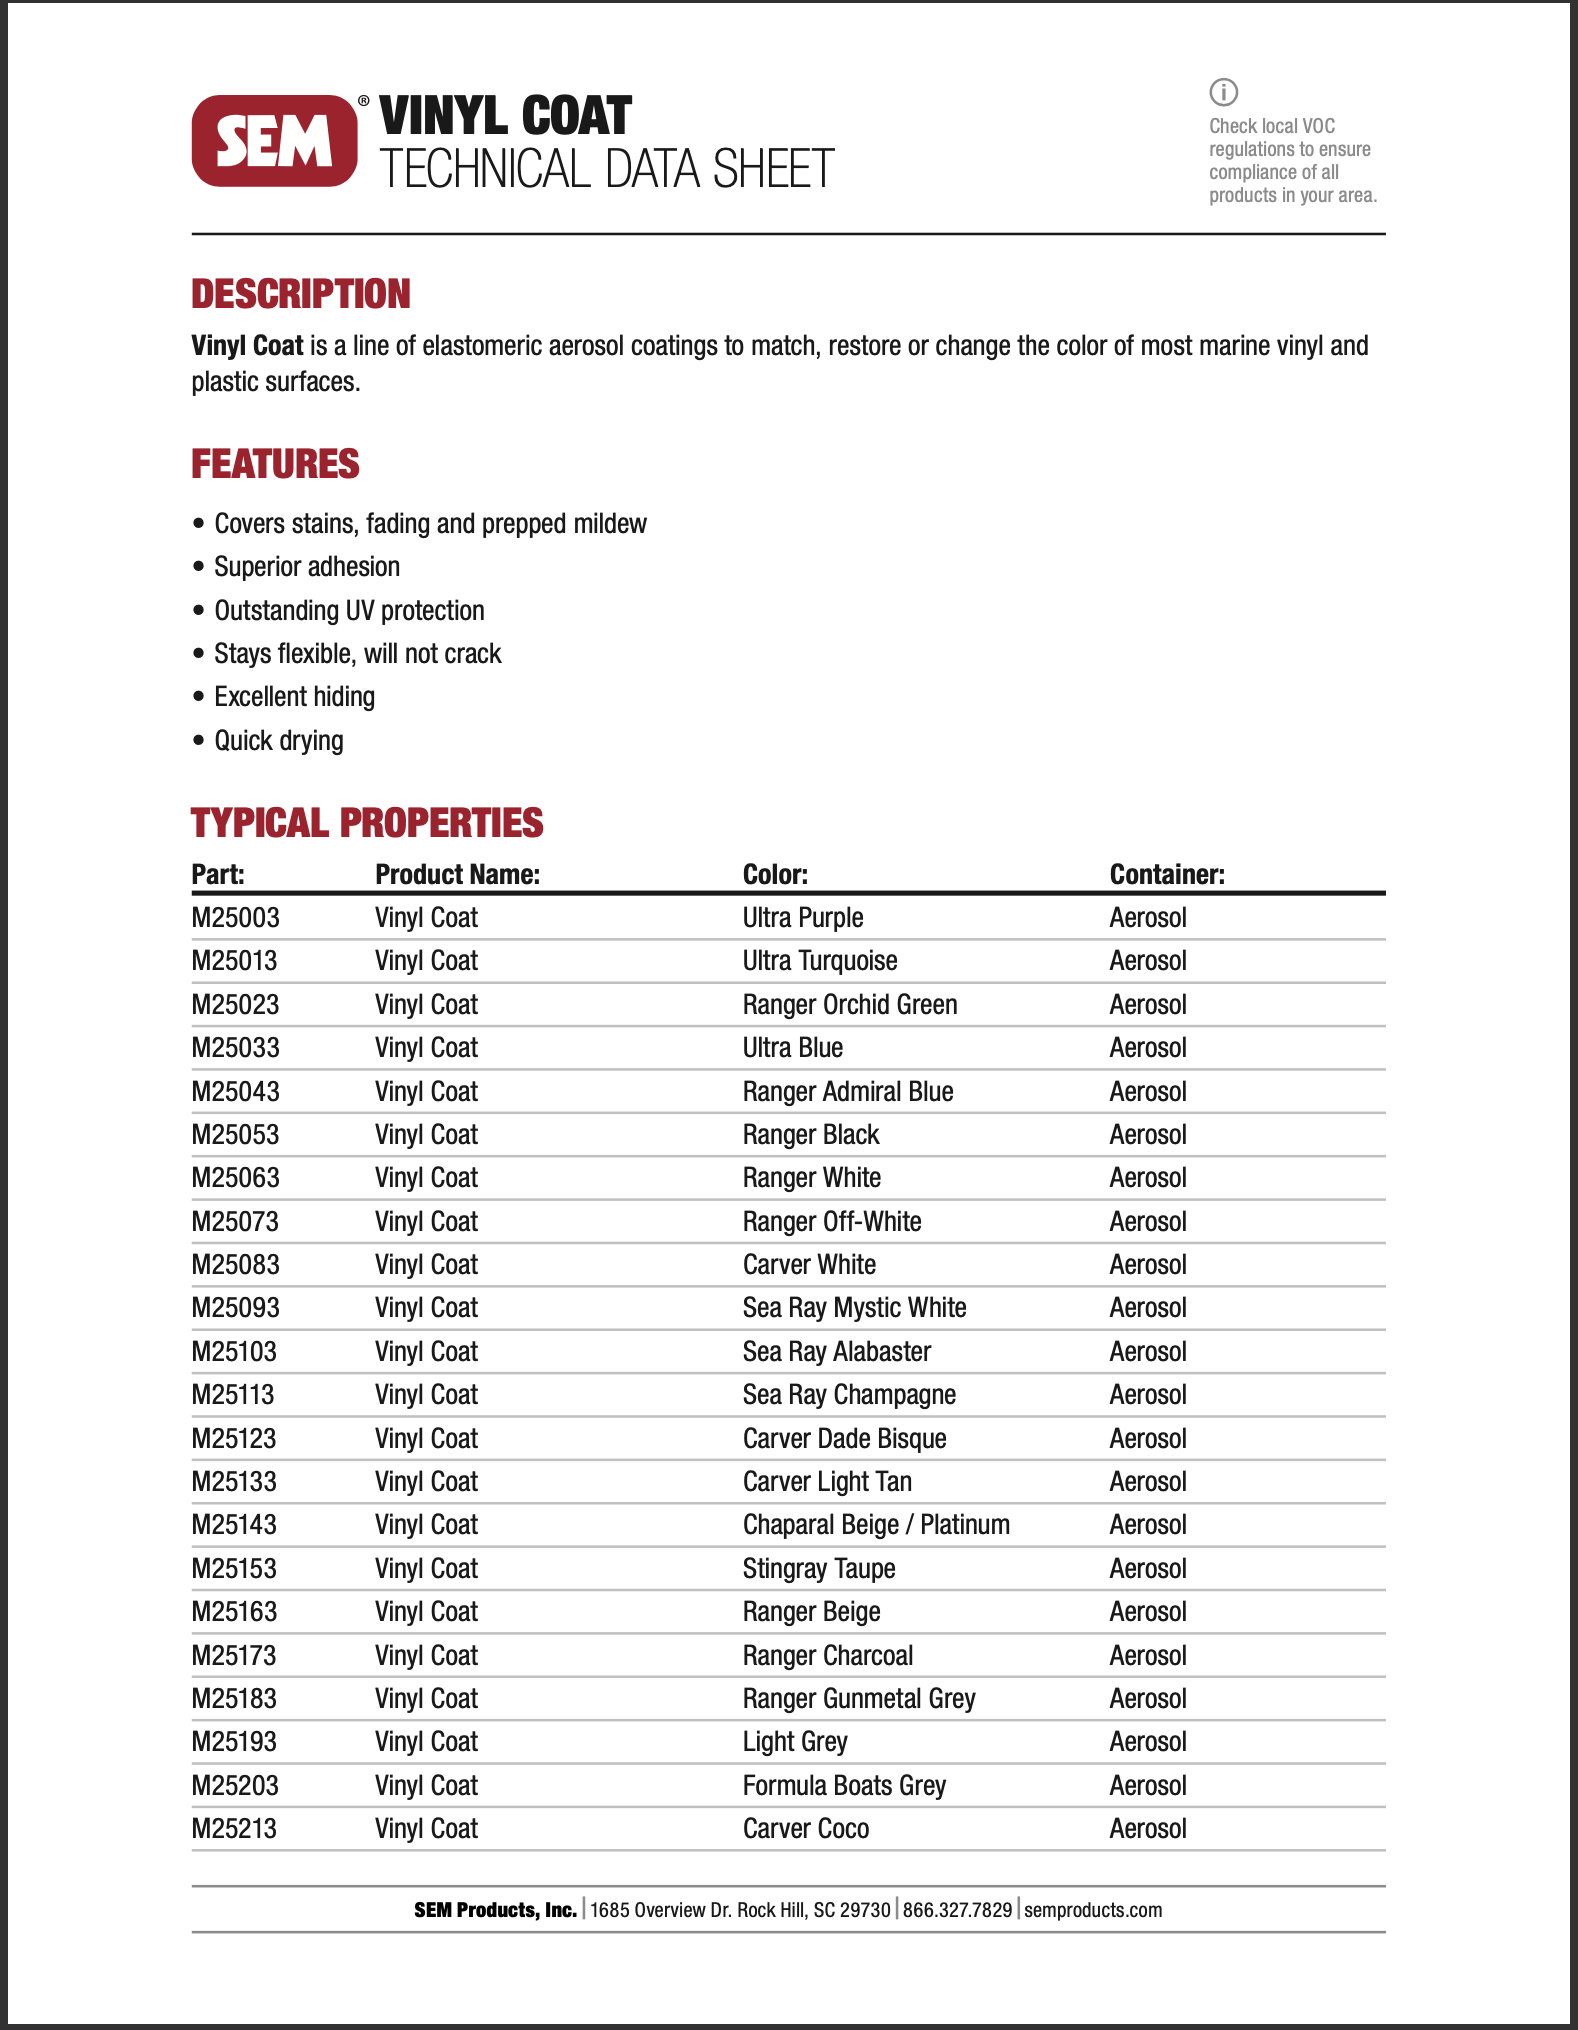 SEM® VINYL COAT
TECHNICAL DATA SHEET
Check local VOC
regulations to ensure
compliance of all
products in your area.
DESCRIPTION
Vinyl Coat is a line of elastomeric aerosol coatings to match, restore or change the color of most marine vinyl and
plastic surfaces.
FEATURES
• Covers stains, fading and prepped mildew
• Superior adhesion
• Outstanding UV protection
• Stays flexible, will not crack
• Excellent hiding
• Quick drying
TYPICAL PROPERTIES
Part: Product Name: Color: Container:
M25003 Vinyl Coat Ultra Purple Aerosol
M25013 Vinyl Coat Ultra Turquoise Aerosol
M25023 Vinyl Coat Ranger Orchid Green Aerosol
M25033 Vinyl Coat Ultra Blue Aerosol
M25043 Vinyl Coat Ranger Admiral Blue Aerosol
M25053 Vinyl Coat Ranger Black Aerosol
M25063 Vinyl Coat Ranger White Aerosol
M25073 Vinyl Coat Ranger Off-White Aerosol
M25083 Vinyl Coat Carver White Aerosol
M25093 Vinyl Coat Sea Ray Mystic White Aerosol
M25103 Vinyl Coat Sea Ray Alabaster Aerosol
M25113 Vinyl Coat Sea Ray Champagne Aerosol
M25123 Vinyl Coat Carver Dade Bisque Aerosol
M25133 Vinyl Coat Carver Light Tan Aerosol
M25143 Vinyl Coat Chaparal Beige / Platinum Aerosol
M25153 Vinyl Coat Stingray Taupe Aerosol
M25163 Vinyl Coat Ranger Beige Aerosol
M25173 Vinyl Coat Ranger Charcoal Aerosol
M25183 Vinyl Coat Ranger Gunmetal Grey Aerosol
M25193 Vinyl Coat Light Grey Aerosol
M25203 Vinyl Coat Formula Boats Grey Aerosol
M25213 Vinyl Coat Carver Coco Aerosol
SEM Products, Inc. | 1685 Overview Dr. Rock Hill, SC 29730 | 866.327.7829 | semproducts.com